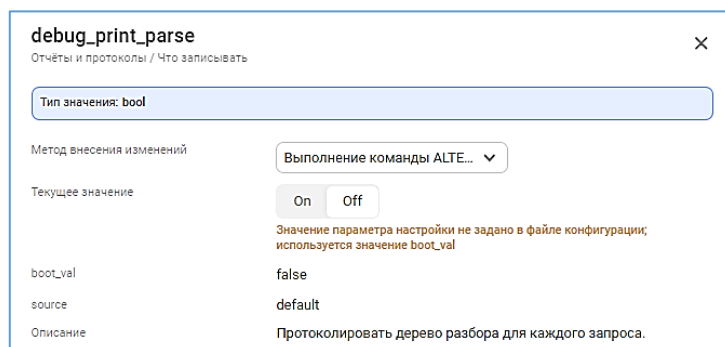 debug_print_parse
Отчёты и протоколы / Что записывать
Тип значения: bool
Метод внесения изменений
Выполнение команды ALTE...
Текущее значение
On Off
Значение параметра настройки не задано в файле конфигурации;
используется значение boot_val
boot_val
false
source
default
Описание
Протоколировать дерево разбора для каждого запроса.